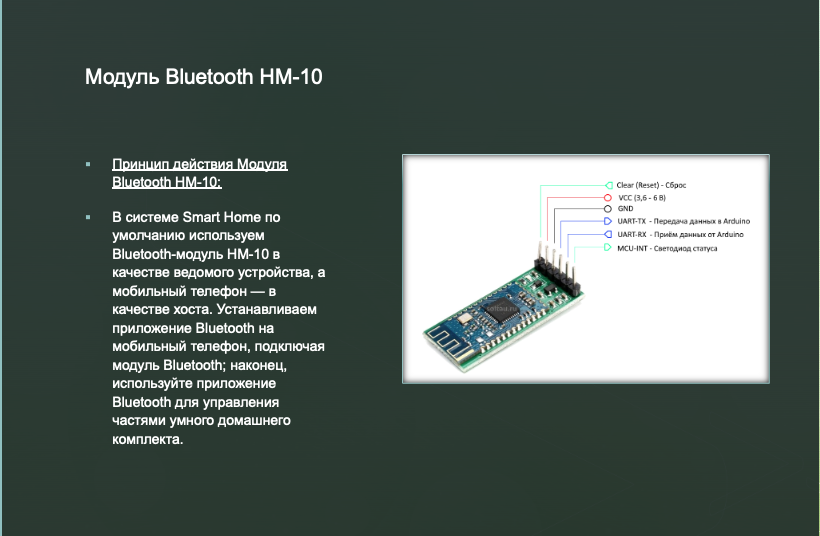 Модуль Bluetooth HM-10
Принцип действия Модуля
Bluetooth HM-10:
В системе Smart Home по
умолчанию используем
Bluetooth-модуль HM-10 в
качестве ведомого устройства, а
мобильный телефон — в
качестве хоста. Устанавливаем
приложение Bluetooth на
мобильный телефон, подключая
модуль Bluetooth; наконец,
используйте приложение
Bluetooth для управления
частями умного домашнего
комплекта.
Clear (Reset) - Сброс
VCC (3,6 - 6 В)
GND
UART-TX - Передача данных в Arduino
UART-RX - Приём данных от Arduino
MCU-INT - Светодиод статуса